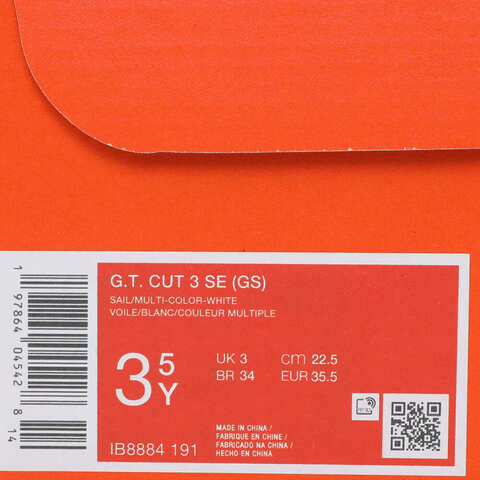 G.T. CUT 3 SE (GS)
SAIL/MULTI-COLOR-WHITE
VOILE/BLANC/COULEUR MULTIPLE
3 5Y
UK 3 CM 22.5
BR 34 EUR 35.5
MADE IN CHINA /
FABRIQUE EN CHINE /
FABRICADO NA CHINA /
HECHO EN CHINA
IB8884 191
1 97864 04542 8 14